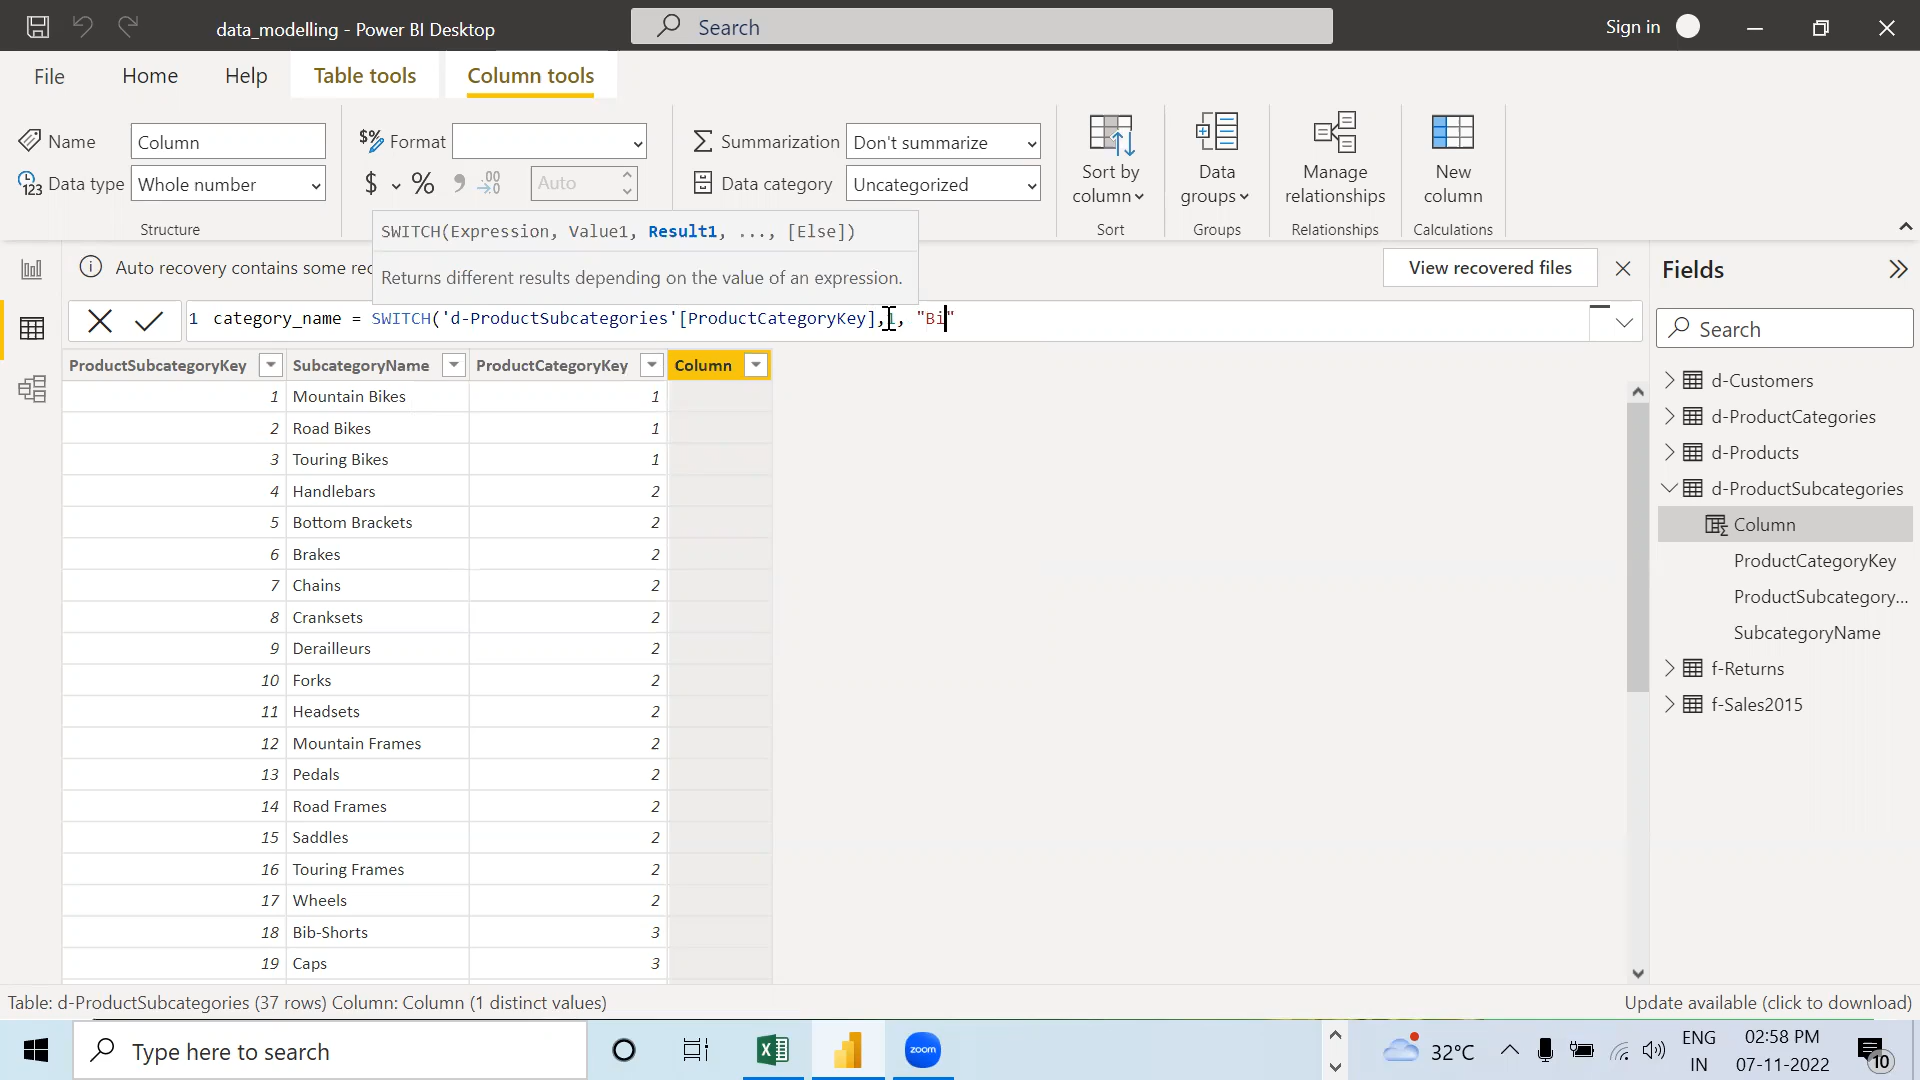 data_modelling - Power BI Desktop
Search
Sign in
File Home Help Table tools Column tools
Name Column
Data type Whole number
Structure
Format
$ % Auto
Summarization Don't summarize
Data category Uncategorized
Sort by column
Sort
Data groups
Groups
Manage relationships
Relationships
New column
Calculations
SWITCH(Expression, Value1, Result1, ..., [Else])
Returns different results depending on the value of an expression.
Auto recovery contains some rec
View recovered files
1 category_name = SWITCH('d-ProductSubcategories'[ProductCategoryKey],1, "Bi"
ProductSubcategoryKey SubcategoryName ProductCategoryKey Column
1 Mountain Bikes 1
2 Road Bikes 1
3 Touring Bikes 1
4 Handlebars 2
5 Bottom Brackets 2
6 Brakes 2
7 Chains 2
8 Cranksets 2
9 Derailleurs 2
10 Forks 2
11 Headsets 2
12 Mountain Frames 2
13 Pedals 2
14 Road Frames 2
15 Saddles 2
16 Touring Frames 2
17 Wheels 2
18 Bib-Shorts 3
19 Caps 3
Fields
Search
d-Customers
d-ProductCategories
d-Products
d-ProductSubcategories
Column
ProductCategoryKey
ProductSubcategory...
SubcategoryName
f-Returns
f-Sales2015
Table: d-ProductSubcategories (37 rows) Column: Column (1 distinct values)
Update available (click to download)
Type here to search
zoom
32°C
ENG
IN
02:58 PM
07-11-2022
10